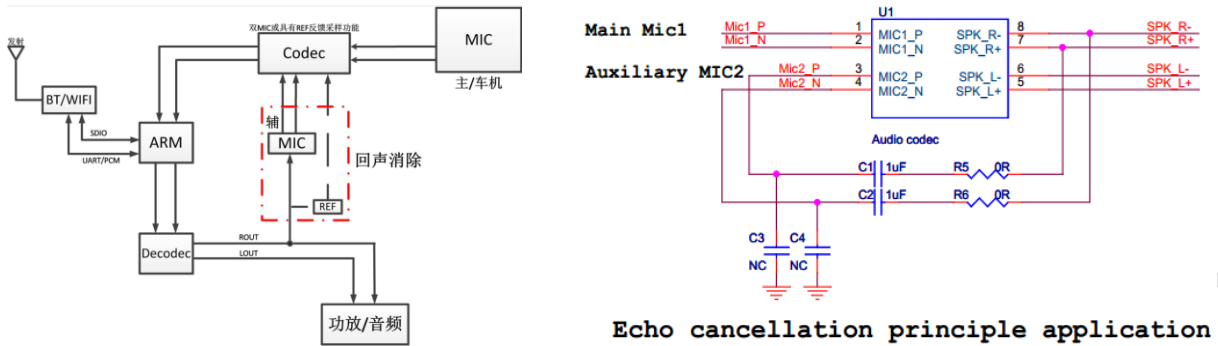 双MIC或具有REF反馈采样功能
Codec
MIC
主/车机
发射
BT/WIFI
SDIO
UART/PCM
ARM
辅
MIC
回声消除
REF
Decodec
ROUT
LOUT
功放/音频
Main Mic1
Auxiliary MIC2
U1
Mic1_P
1
MIC1_P
SPK_R-
8
SPK_R-
Mic1_N
2
MIC1_N
SPK_R+
7
SPK_R+
Mic2_P
3
MIC2_P
SPK_L-
6
SPK_L-
Mic2_N
4
MIC2_N
SPK_L+
5
SPK_L+
Audio codec
C1
1uF
R5
0R
C2
1uF
R6
0R
C3
C4
NC
NC
Echo cancellation principle application